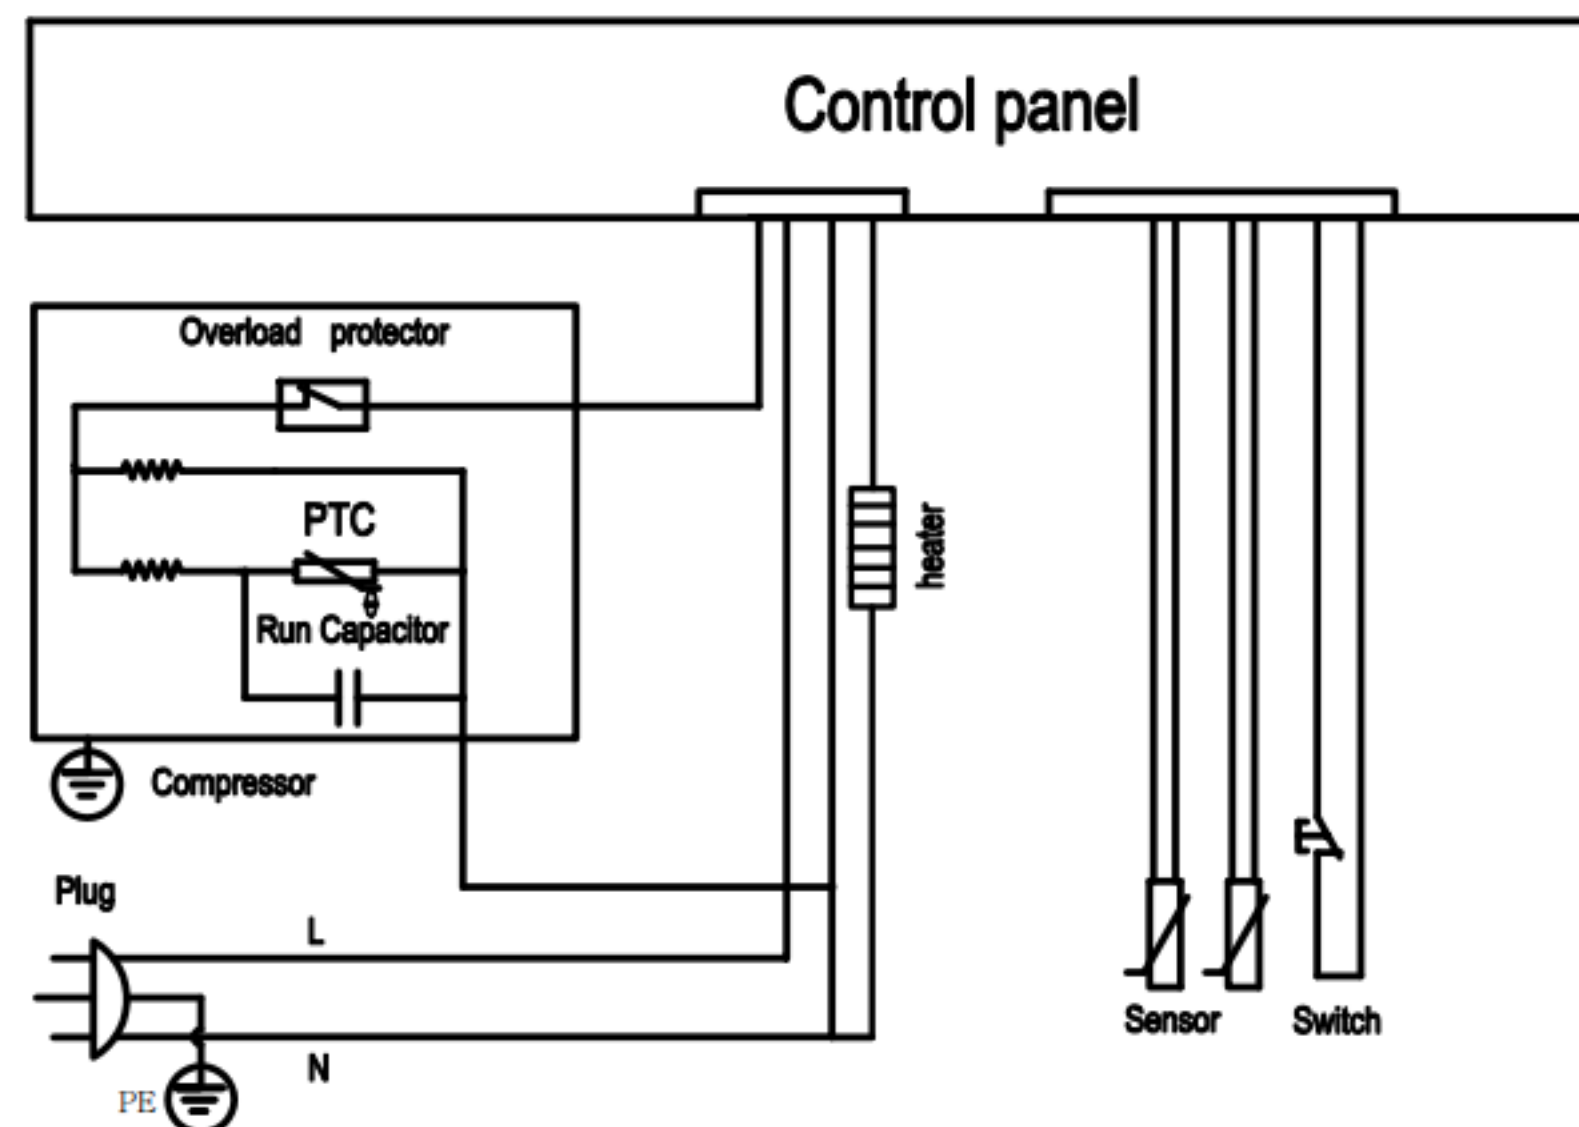 Control panel
Overload protector
PTC
Run Capacitor
heater
Compressor
Plug
L
N
PE
Sensor
Switch